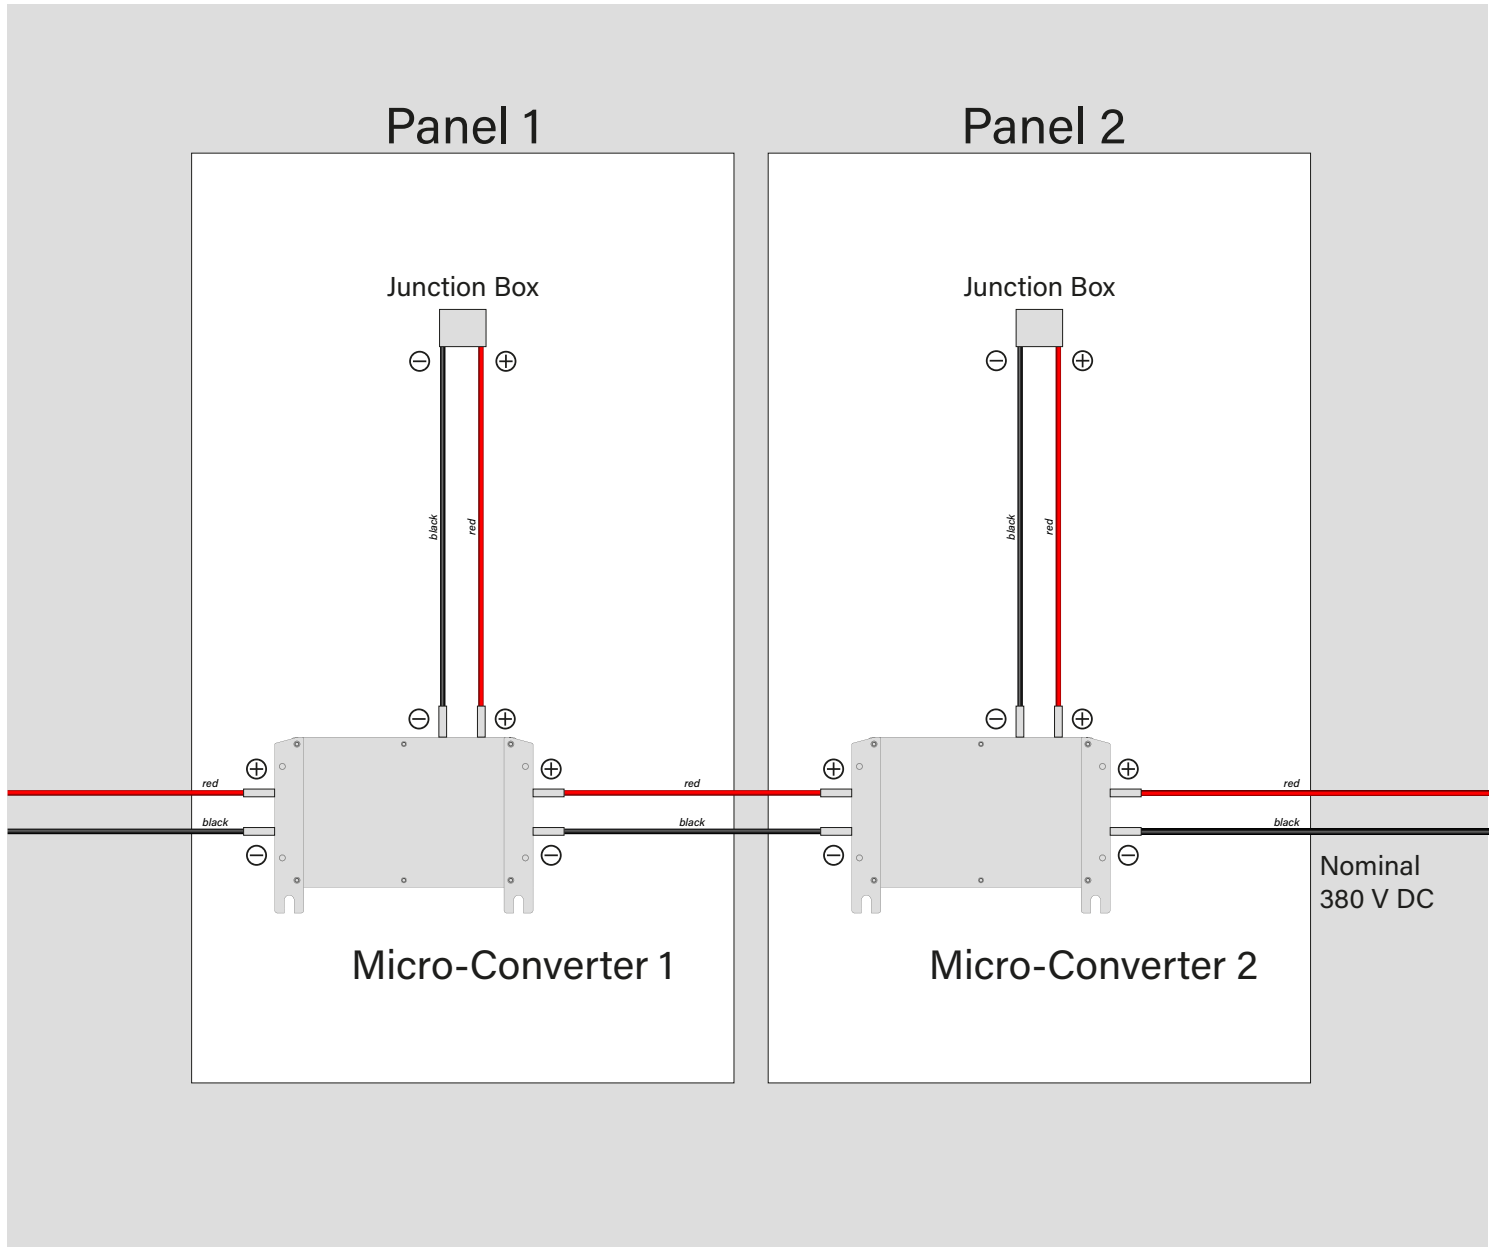 Panel 1
Panel 2
Junction Box
Junction Box
− +
− +
black
red
black
red
− +
− +
+ + + +
red
red
red
black
black
black
− − − −
Nominal
380 V DC
Micro-Converter 1
Micro-Converter 2